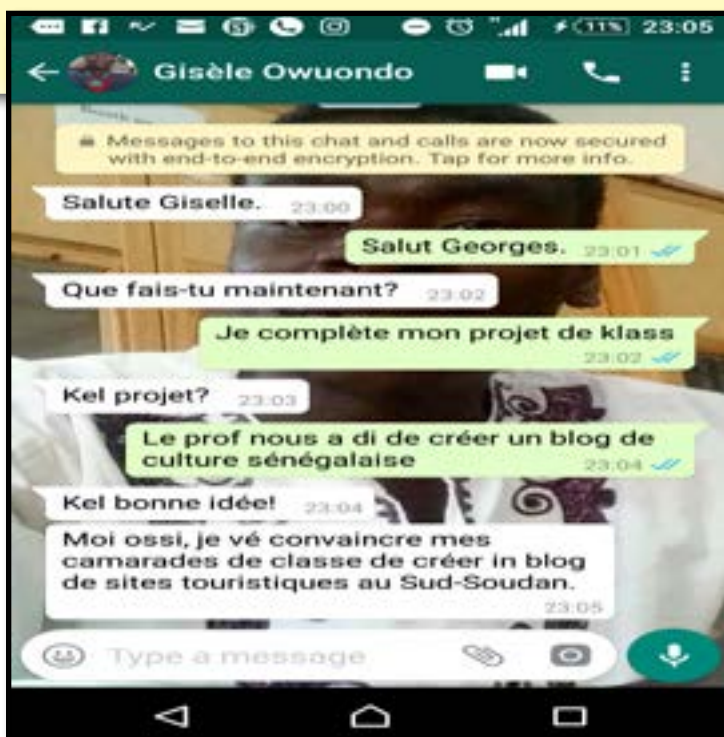 11% 23:05
Gisèle Owuondo
Messages to this chat and calls are now secured
with end-to-end encryption. Tap for more info.
Salute Giselle. 23:00
Salut Georges. 23:01
Que fais-tu maintenant? 23:02
Je complète mon projet de klass
23:02
Kel projet? 23:03
Le prof nous a di de créer un blog de
culture sénégalaise 23:04
Kel bonne idée! 23:04
Moi ossi, je vé convaincre mes
camarades de classe de créer in blog
de sites touristiques au Sud-Soudan.
23:05
Type a message